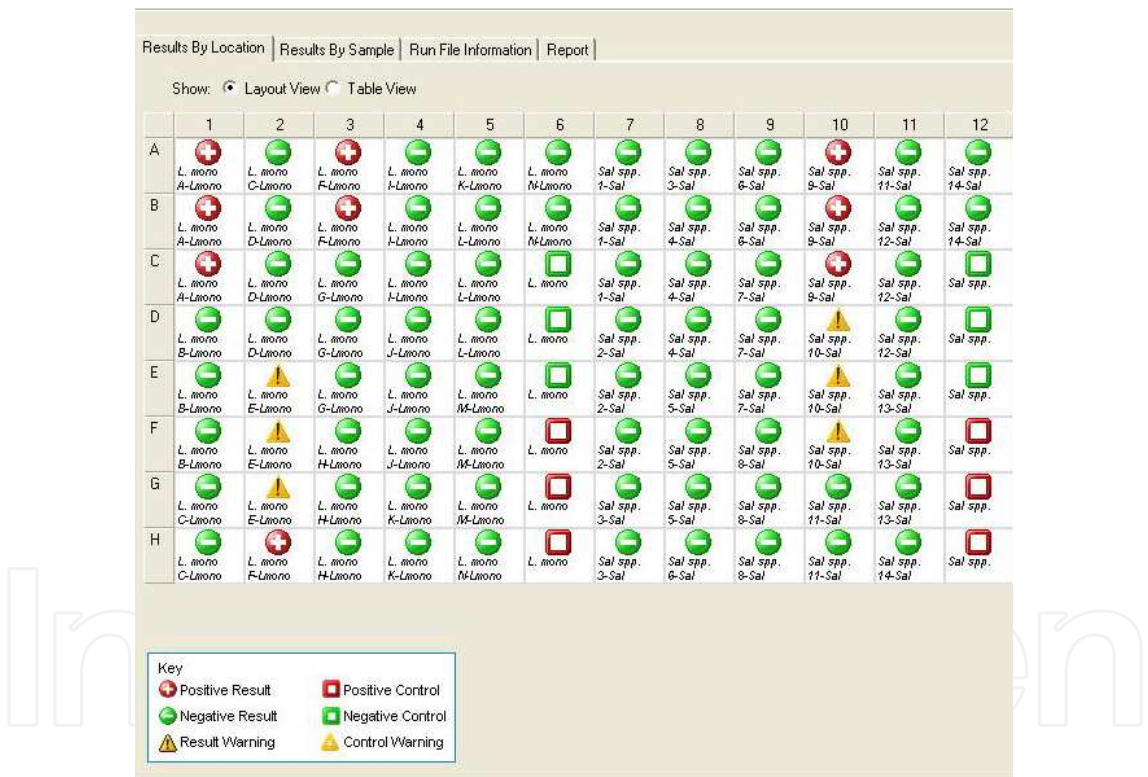 Results By Location Results By Sample Run File Information Report
Show: Layout View Table View
1 2 3 4 5 6 7 8 9 10 11 12
A
L. mono L. mono L. mono L. mono L. mono L. mono Sal spp. Sal spp. Sal spp. Sal spp. Sal spp. Sal spp.
A-Lmono C-Lmono F-Lmono I-Lmono K-Lmono N-Lmono 1-Sal 3-Sal 6-Sal 9-Sal 11-Sal 14-Sal
B
L. mono L. mono L. mono L. mono L. mono L. mono Sal spp. Sal spp. Sal spp. Sal spp. Sal spp. Sal spp.
A-Lmono D-Lmono F-Lmono I-Lmono L-Lmono N-Lmono 1-Sal 4-Sal 6-Sal 9-Sal 12-Sal 14-Sal
C
L. mono L. mono L. mono L. mono L. mono L. mono Sal spp. Sal spp. Sal spp. Sal spp. Sal spp. Sal spp.
A-Lmono D-Lmono G-Lmono I-Lmono L-Lmono 1-Sal 4-Sal 7-Sal 9-Sal 12-Sal
D
L. mono L. mono L. mono L. mono L. mono L. mono Sal spp. Sal spp. Sal spp. Sal spp. Sal spp. Sal spp.
B-Lmono D-Lmono G-Lmono J-Lmono L-Lmono 2-Sal 4-Sal 7-Sal 10-Sal 12-Sal
E
L. mono L. mono L. mono L. mono L. mono L. mono Sal spp. Sal spp. Sal spp. Sal spp. Sal spp. Sal spp.
B-Lmono E-Lmono G-Lmono J-Lmono M-Lmono 2-Sal 5-Sal 7-Sal 10-Sal 13-Sal
F
L. mono L. mono L. mono L. mono L. mono L. mono Sal spp. Sal spp. Sal spp. Sal spp. Sal spp. Sal spp.
B-Lmono E-Lmono H-Lmono J-Lmono M-Lmono 2-Sal 5-Sal 8-Sal 10-Sal 13-Sal
G
L. mono L. mono L. mono L. mono L. mono L. mono Sal spp. Sal spp. Sal spp. Sal spp. Sal spp. Sal spp.
C-Lmono E-Lmono H-Lmono K-Lmono M-Lmono 3-Sal 5-Sal 8-Sal 11-Sal 13-Sal
H
L. mono L. mono L. mono L. mono L. mono L. mono Sal spp. Sal spp. Sal spp. Sal spp. Sal spp. Sal spp.
C-Lmono F-Lmono H-Lmono K-Lmono N-Lmono 3-Sal 6-Sal 8-Sal 11-Sal 14-Sal
Key
Positive Result Positive Control
Negative Result Negative Control
Result Warning Control Warning